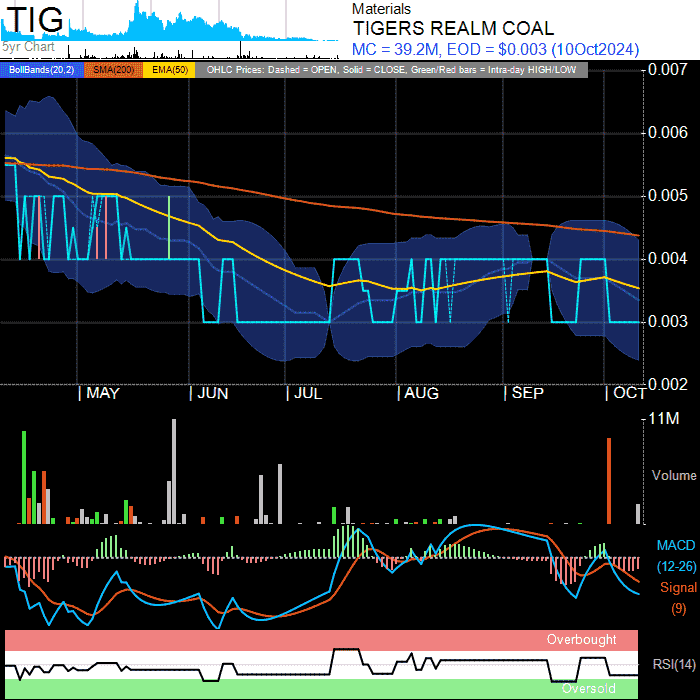 TIG
5yr Chart
Materials
TIGERS REALM COAL
MC = 39.2M, EOD = $0.003 (10Oct2024)
BollBands(20,2) SMA(200) EMA(50) OHLC Prices: Dashed = OPEN, Solid = CLOSE, Green/Red bars = Intra-day HIGH/LOW
0.007
0.006
0.005
0.004
0.003
0.002
| MAY | JUN | JUL | AUG | SEP | OCT
11M
Volume
MACD
(12-26)
Signal
(9)
Overbought
RSI(14)
Oversold